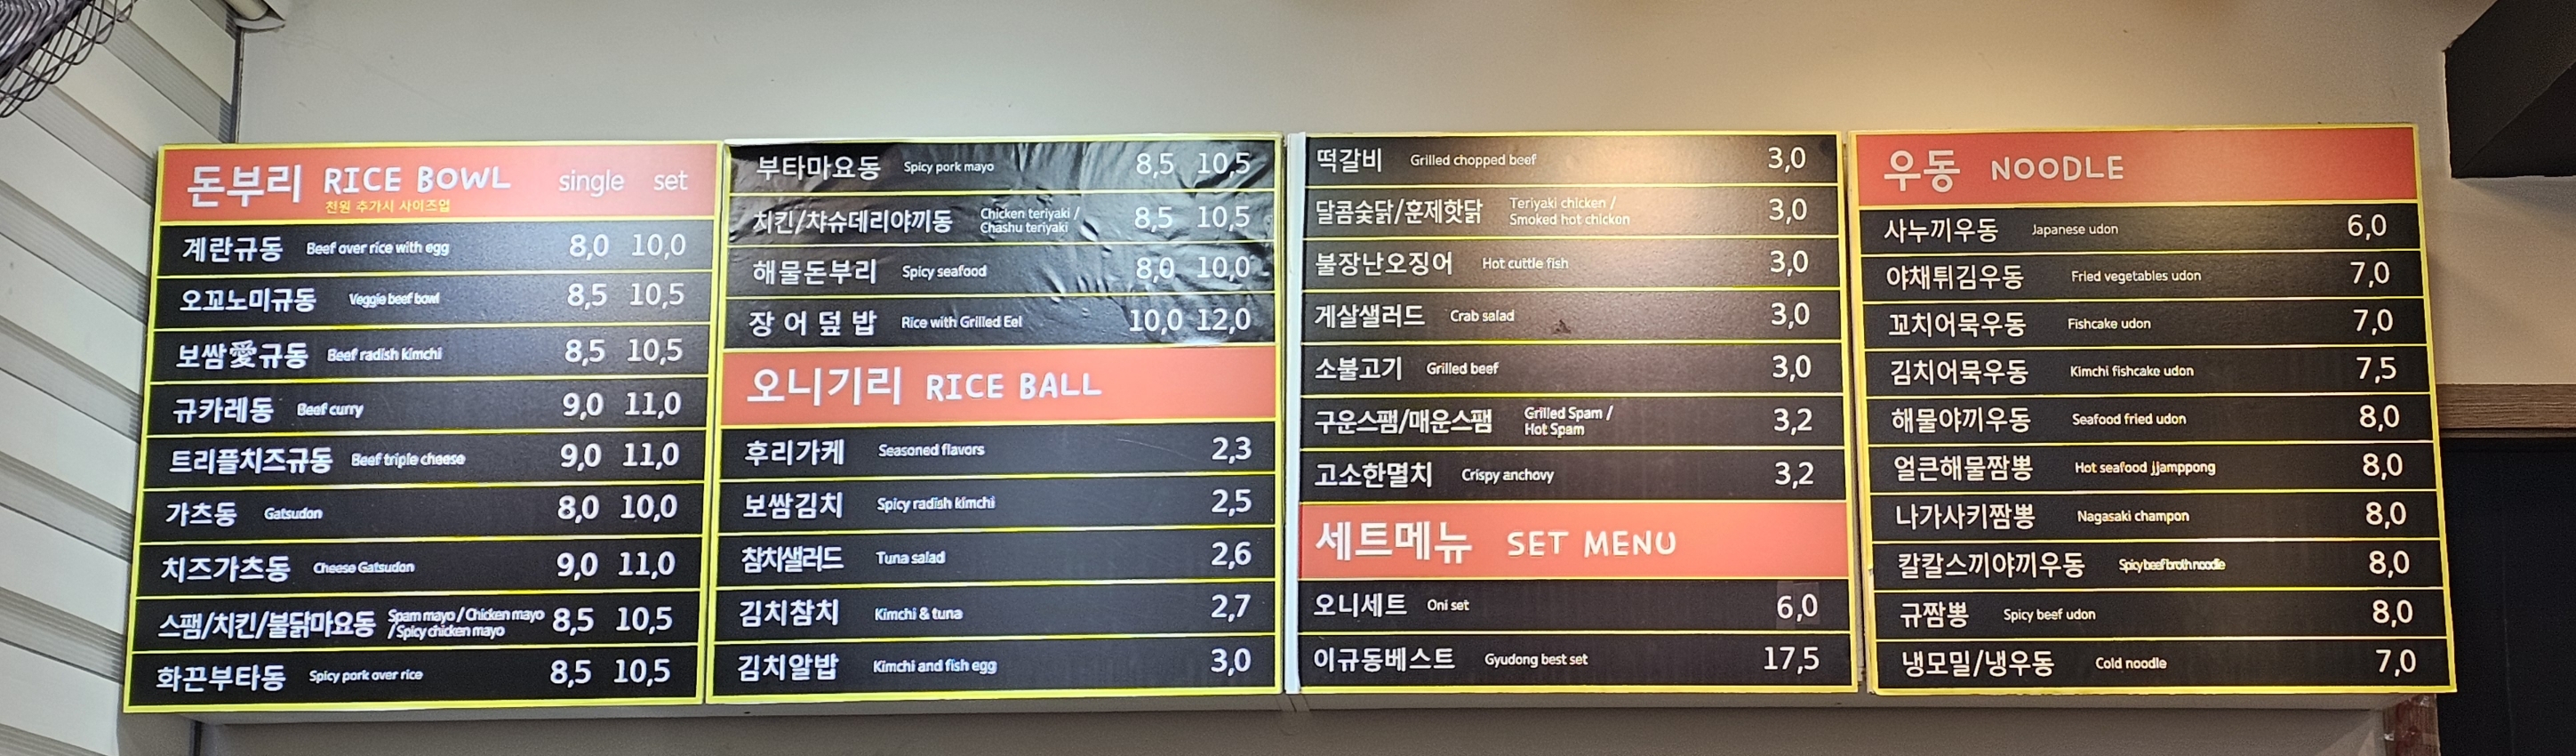 돈부리 RICE BOWL single set
천원 추가시 사이즈업
계란규동 Beef over rice with egg 8,0 10,0
오꼬노미규동 Veggie beef bowl 8,5 10,5
보쌈愛규동 Beef radish kimchi 8,5 10,5
규카레동 Beef curry 9,0 11,0
트리플치즈규동 Beef triple cheese 9,0 11,0
가츠동 Gatsudon 8,0 10,0
치즈가츠동 Cheese Gatsudon 9,0 11,0
스팸/치킨/불닭마요동 Spam mayo / Chicken mayo 8,5 10,5
/ Spicy chicken mayo
화끈부타동 Spicy pork over rice 8,5 10,5
부타마요동 Spicy pork mayo 8,5 10,5
치킨/챠슈데리야끼동 Chicken teriyaki / 8,5 10,5
Chashu teriyaki
해물돈부리 Spicy seafood 8,0 10,0
장어덮밥 Rice with Grilled Eel 10,0 12,0
오니기리 RICE BALL
후리가케 Seasoned flavors 2,3
보쌈김치 Spicy radish kimchi 2,5
참치샐러드 Tuna salad 2,6
김치참치 Kimchi & tuna 2,7
김치알밥 Kimchi and fish egg 3,0
떡갈비 Grilled chopped beef 3,0
달콤숯닭/훈제핫닭 Teriyaki chicken / 3,0
Smoked hot chicken
불장난오징어 Hot cuttle fish 3,0
게살샐러드 Crab salad 3,0
소불고기 Grilled beef 3,0
구운스팸/매운스팸 Grilled Spam / 3,2
Hot Spam
고소한멸치 Crispy anchovy 3,2
세트메뉴 SET MENU
오니세트 Oni set 6,0
이규동베스트 Gyudong best set 17,5
우동 NOODLE
사누끼우동 Japanese udon 6,0
야채튀김우동 Fried vegetables udon 7,0
꼬치어묵우동 Fishcake udon 7,0
김치어묵우동 Kimchi fishcake udon 7,5
해물야끼우동 Seafood fried udon 8,0
얼큰해물짬뽕 Hot seafood jjamppong 8,0
나가사키짬뽕 Nagasaki champon 8,0
칼칼스끼야끼우동 Spicy beef broth noodle 8,0
규짬뽕 Spicy beef udon 8,0
냉모밀/냉우동 Cold noodle 7,0